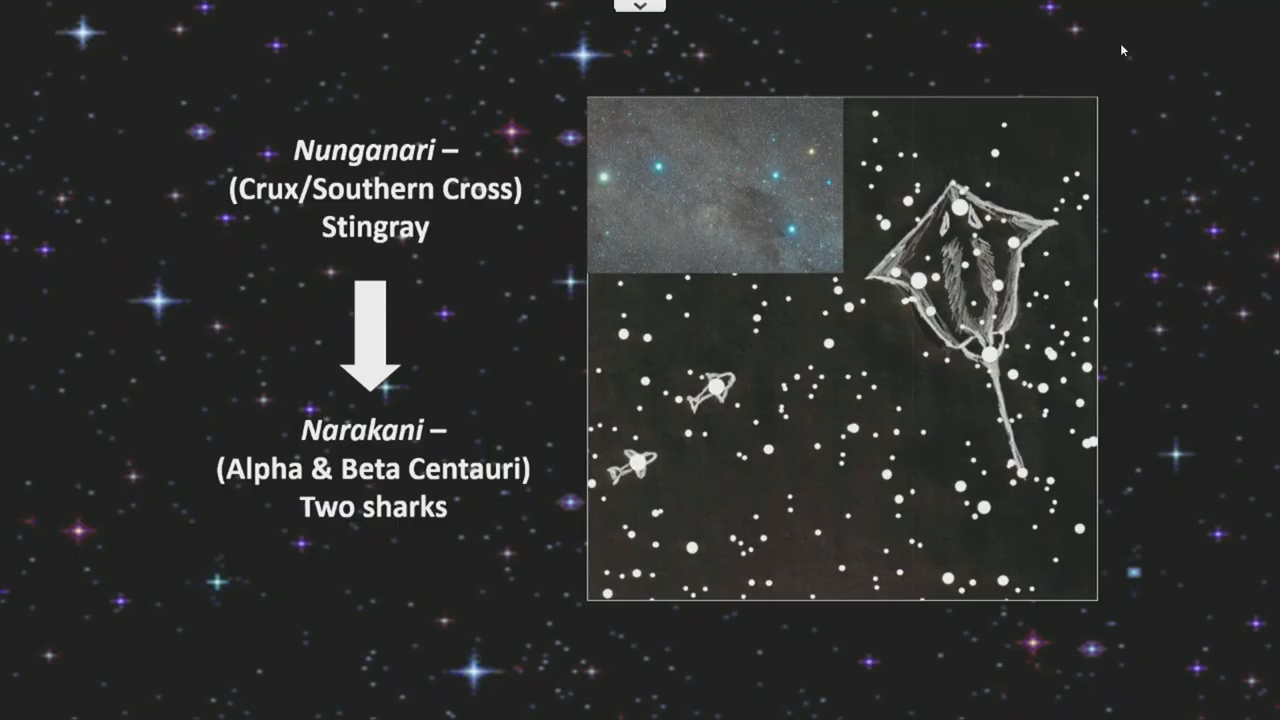 Nunganari –
(Crux/Southern Cross)
Stingray
Narakani –
(Alpha & Beta Centauri)
Two sharks